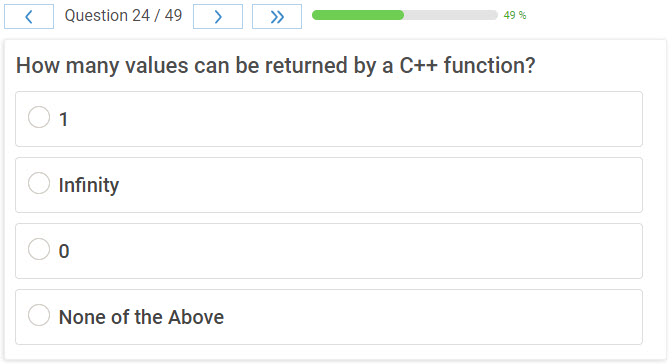 Question 24 / 49
49 %
How many values can be returned by a C++ function?
1
Infinity
0
None of the Above